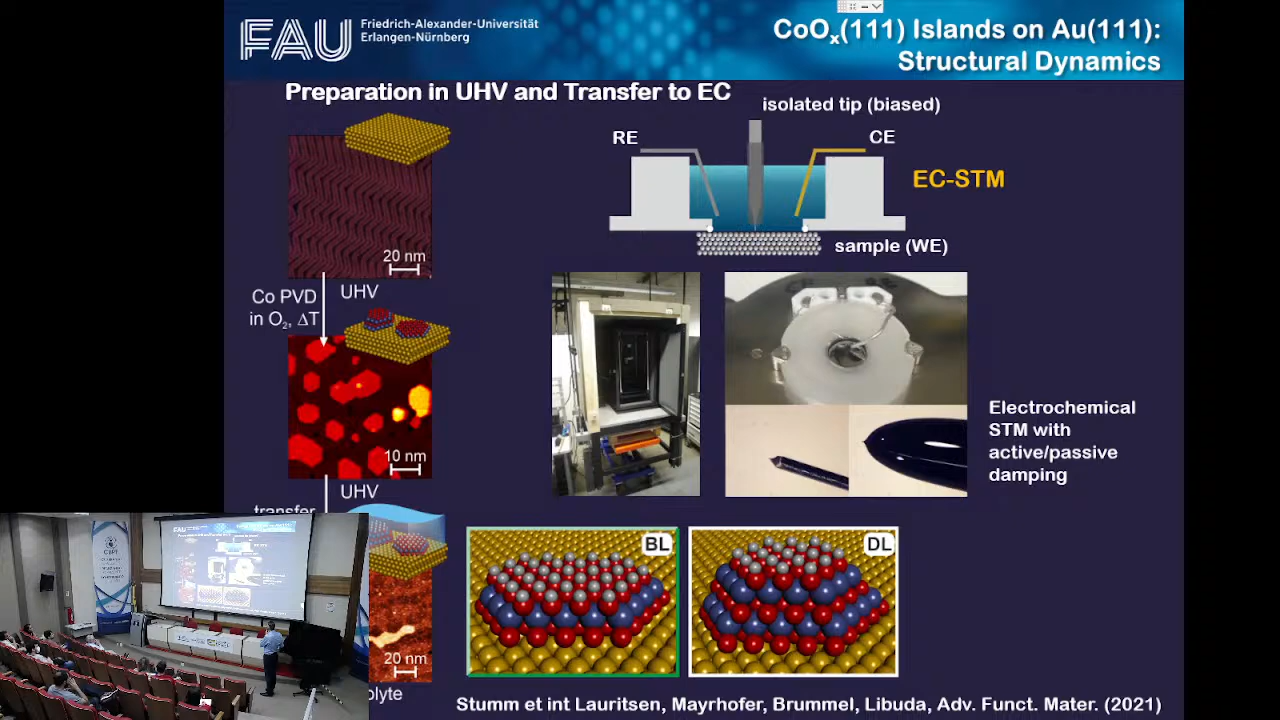 FAU
Friedrich-Alexander-Universität
Erlangen-Nürnberg
CoOx(111) Islands on Au(111):
Structural Dynamics
Preparation in UHV and Transfer to EC
isolated tip (biased)
RE
CE
EC-STM
sample (WE)
20 nm
UHV
Co PVD
in O2, ΔT
10 nm
UHV
transfer
Electrochemical
STM with
active/passive
damping
BL
DL
20 nm
olyte
Stumm et int Lauritsen, Mayrhofer, Brummel, Libuda, Adv. Funct. Mater. (2021)
FAU